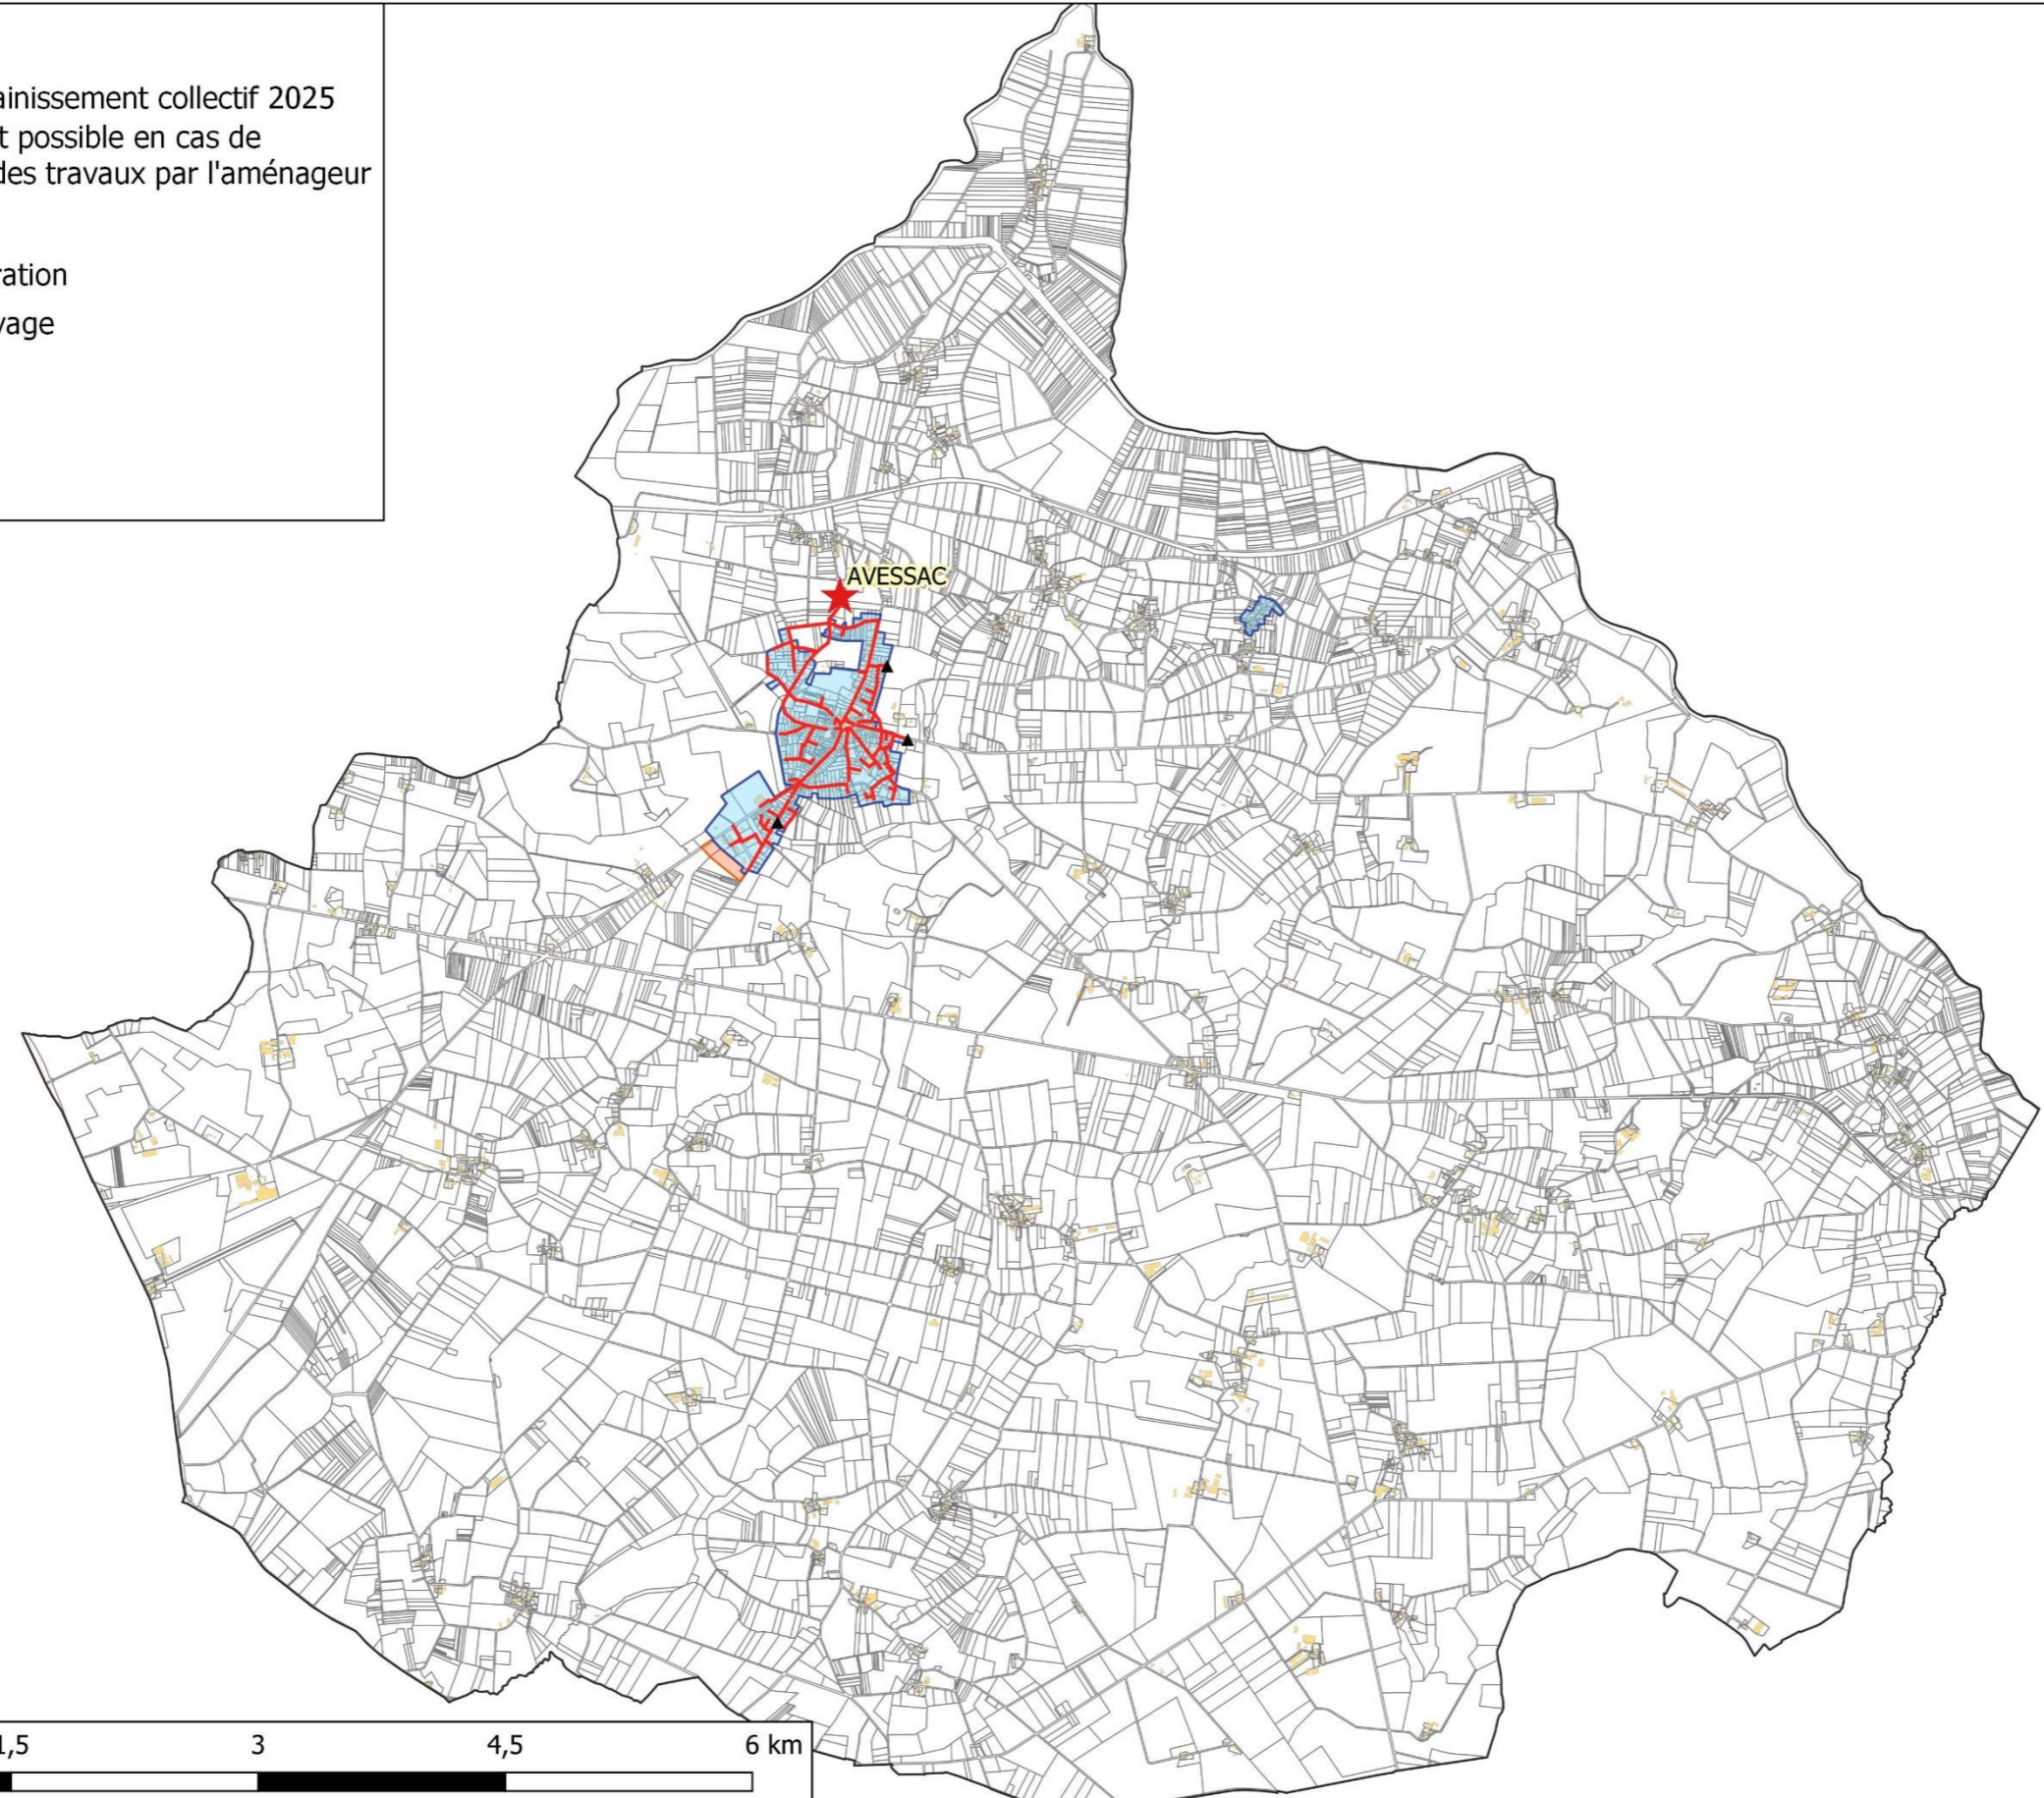 ainissement collectif 2025
t possible en cas de
des travaux par l'aménageur
ration
vage
AVESSAC
1,5 3 4,5 6 km